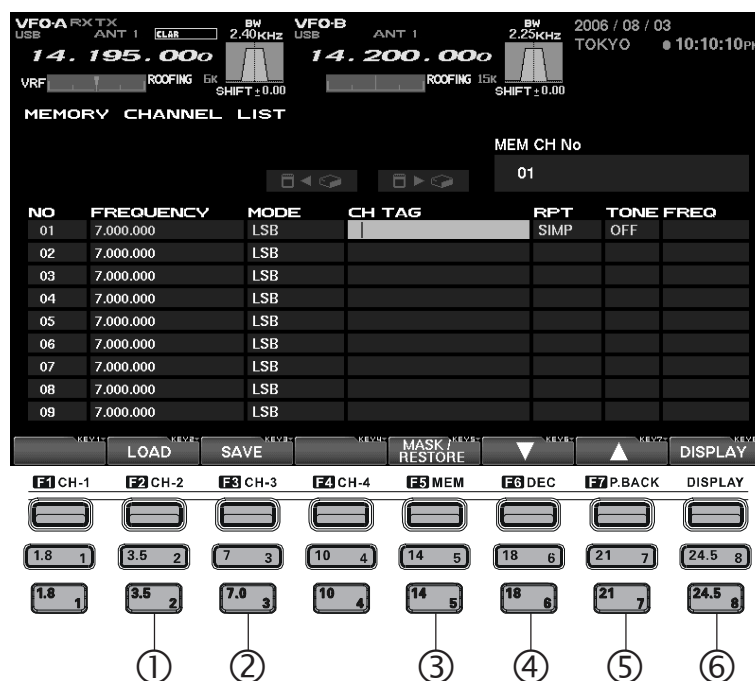 VFO-A RX TX BW 2.40KHZ VFO-B BW 2.25KHZ 2006 / 08 / 03
USB ANT 1 CLAR USB ANT 1 TOKYO 10:10:10PM
14.195.000 14.200.000
VRF ROOFING 6K SHIFT ± 0.00 ROOFING 15K SHIFT ± 0.00
MEMORY CHANNEL LIST
MEM CH No
01
NO FREQUENCY MODE CH TAG RPT TONE FREQ
01 7.000.000 LSB SIMP OFF
02 7.000.000 LSB
03 7.000.000 LSB
04 7.000.000 LSB
05 7.000.000 LSB
06 7.000.000 LSB
07 7.000.000 LSB
08 7.000.000 LSB
09 7.000.000 LSB
KEY1 KEY2 KEY3 KEY4 KEY5 KEY6 KEY7 KEY
LOAD SAVE MASK / RESTORE ▼ ▲ DISPLAY
F1 CH-1 F2 CH-2 F3 CH-3 F4 CH-4 F5 MEM F6 DEC F7 P.BACK DISPLAY
1.8 1 3.5 2 7 3 10 4 14 5 18 6 21 7 24.5 8
1.8 1 3.5 2 7.0 3 10 4 14 5 18 6 21 7 24.5 8
① ② ③ ④ ⑤ ⑥